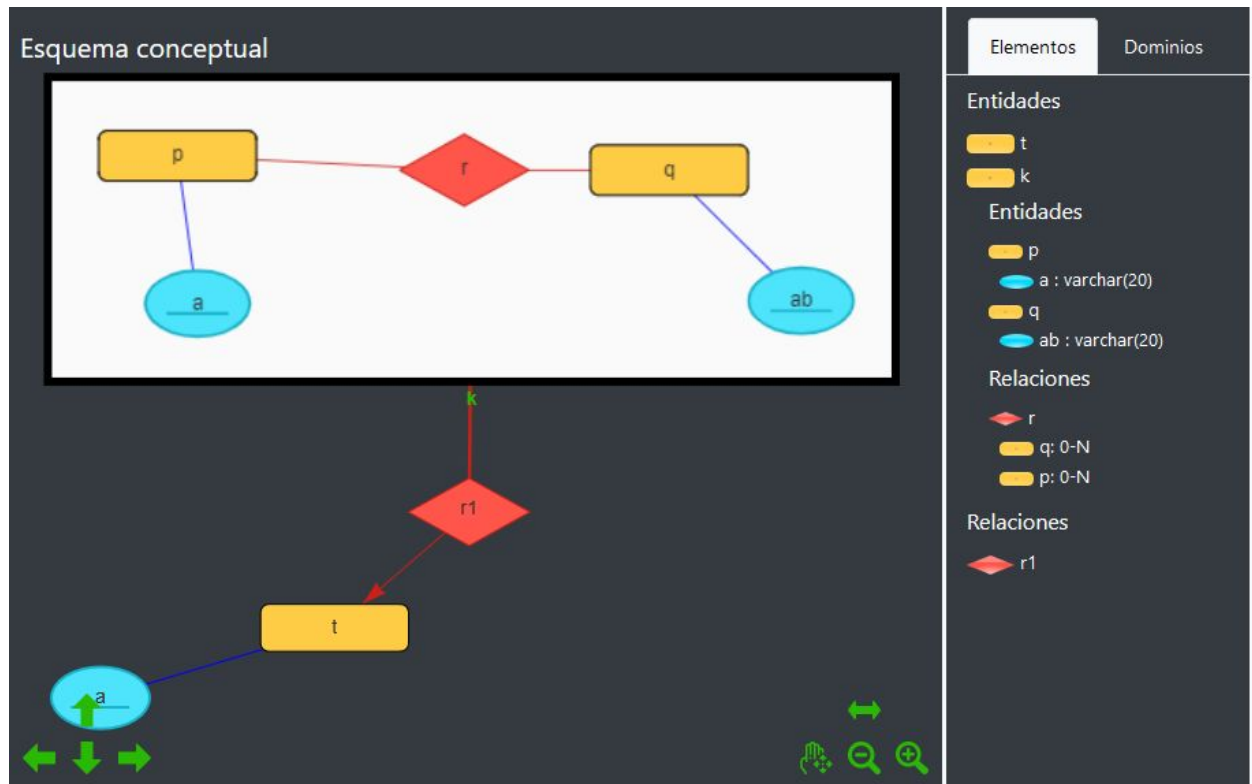 Esquema conceptual
p
r
q
a
ab
k
r1
t
a
Elementos Dominios
Entidades
t
k
Entidades
p
a : varchar(20)
q
ab : varchar(20)
Relaciones
r
q: 0-N
p: 0-N
Relaciones
r1